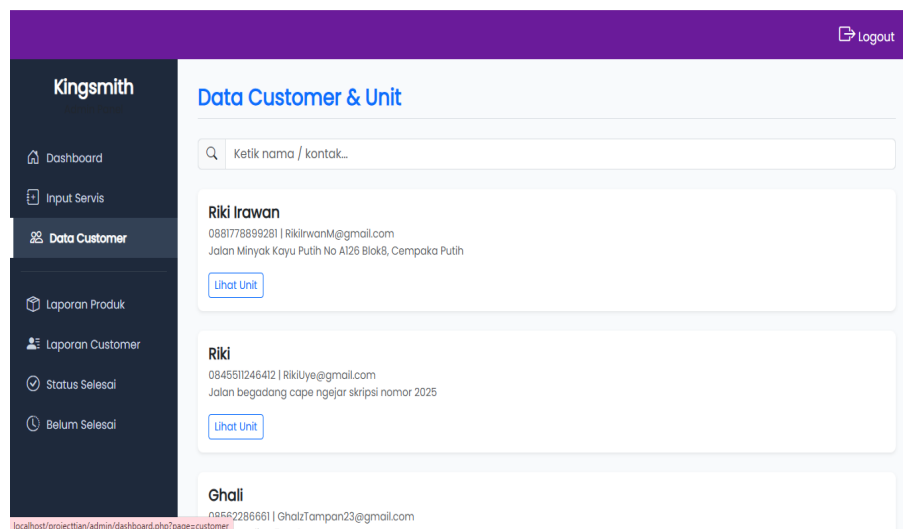 Logout
Kingsmith
Dashboard
Input Servis
Data Customer
Laporan Produk
Laporan Customer
Status Selesai
Belum Selesai
Data Customer & Unit
Ketik nama / kontak...
Riki Irawan
0881778899281 | RikiIrwanM@gmail.com
Jalan Minyak Kayu Putih No A126 Blok8, Cempaka Putih
Lihat Unit
Riki
0845511246412 | RikiUye@gmail.com
Jalan begadang cape ngejar skripsi nomor 2025
Lihat Unit
Ghali
08562286661 | GhalzTampan23@gmail.com
localhost/projecttian/admin/dashboard.php?page=customer